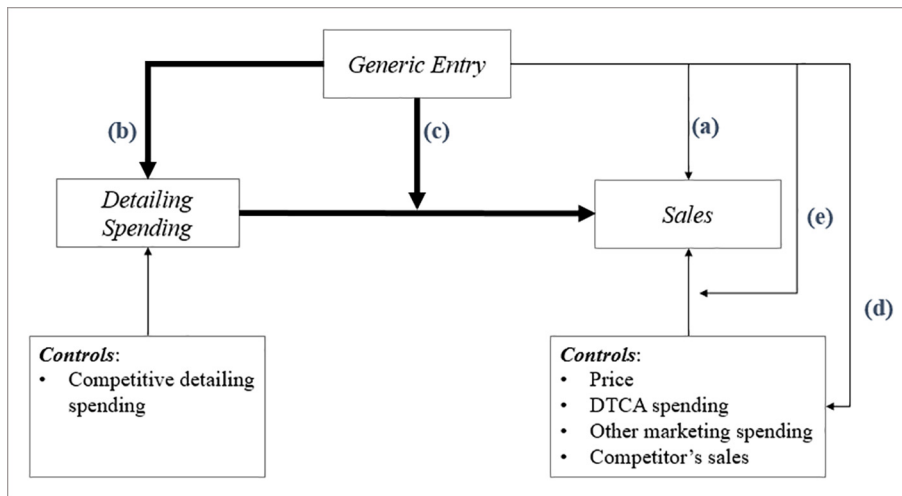 Generic Entry
(b)
(c)
(a)
Detailing
Spending
Sales
(e)
(d)
Controls:
• Competitive detailing
spending
Controls:
• Price
• DTCA spending
• Other marketing spending
• Competitor's sales